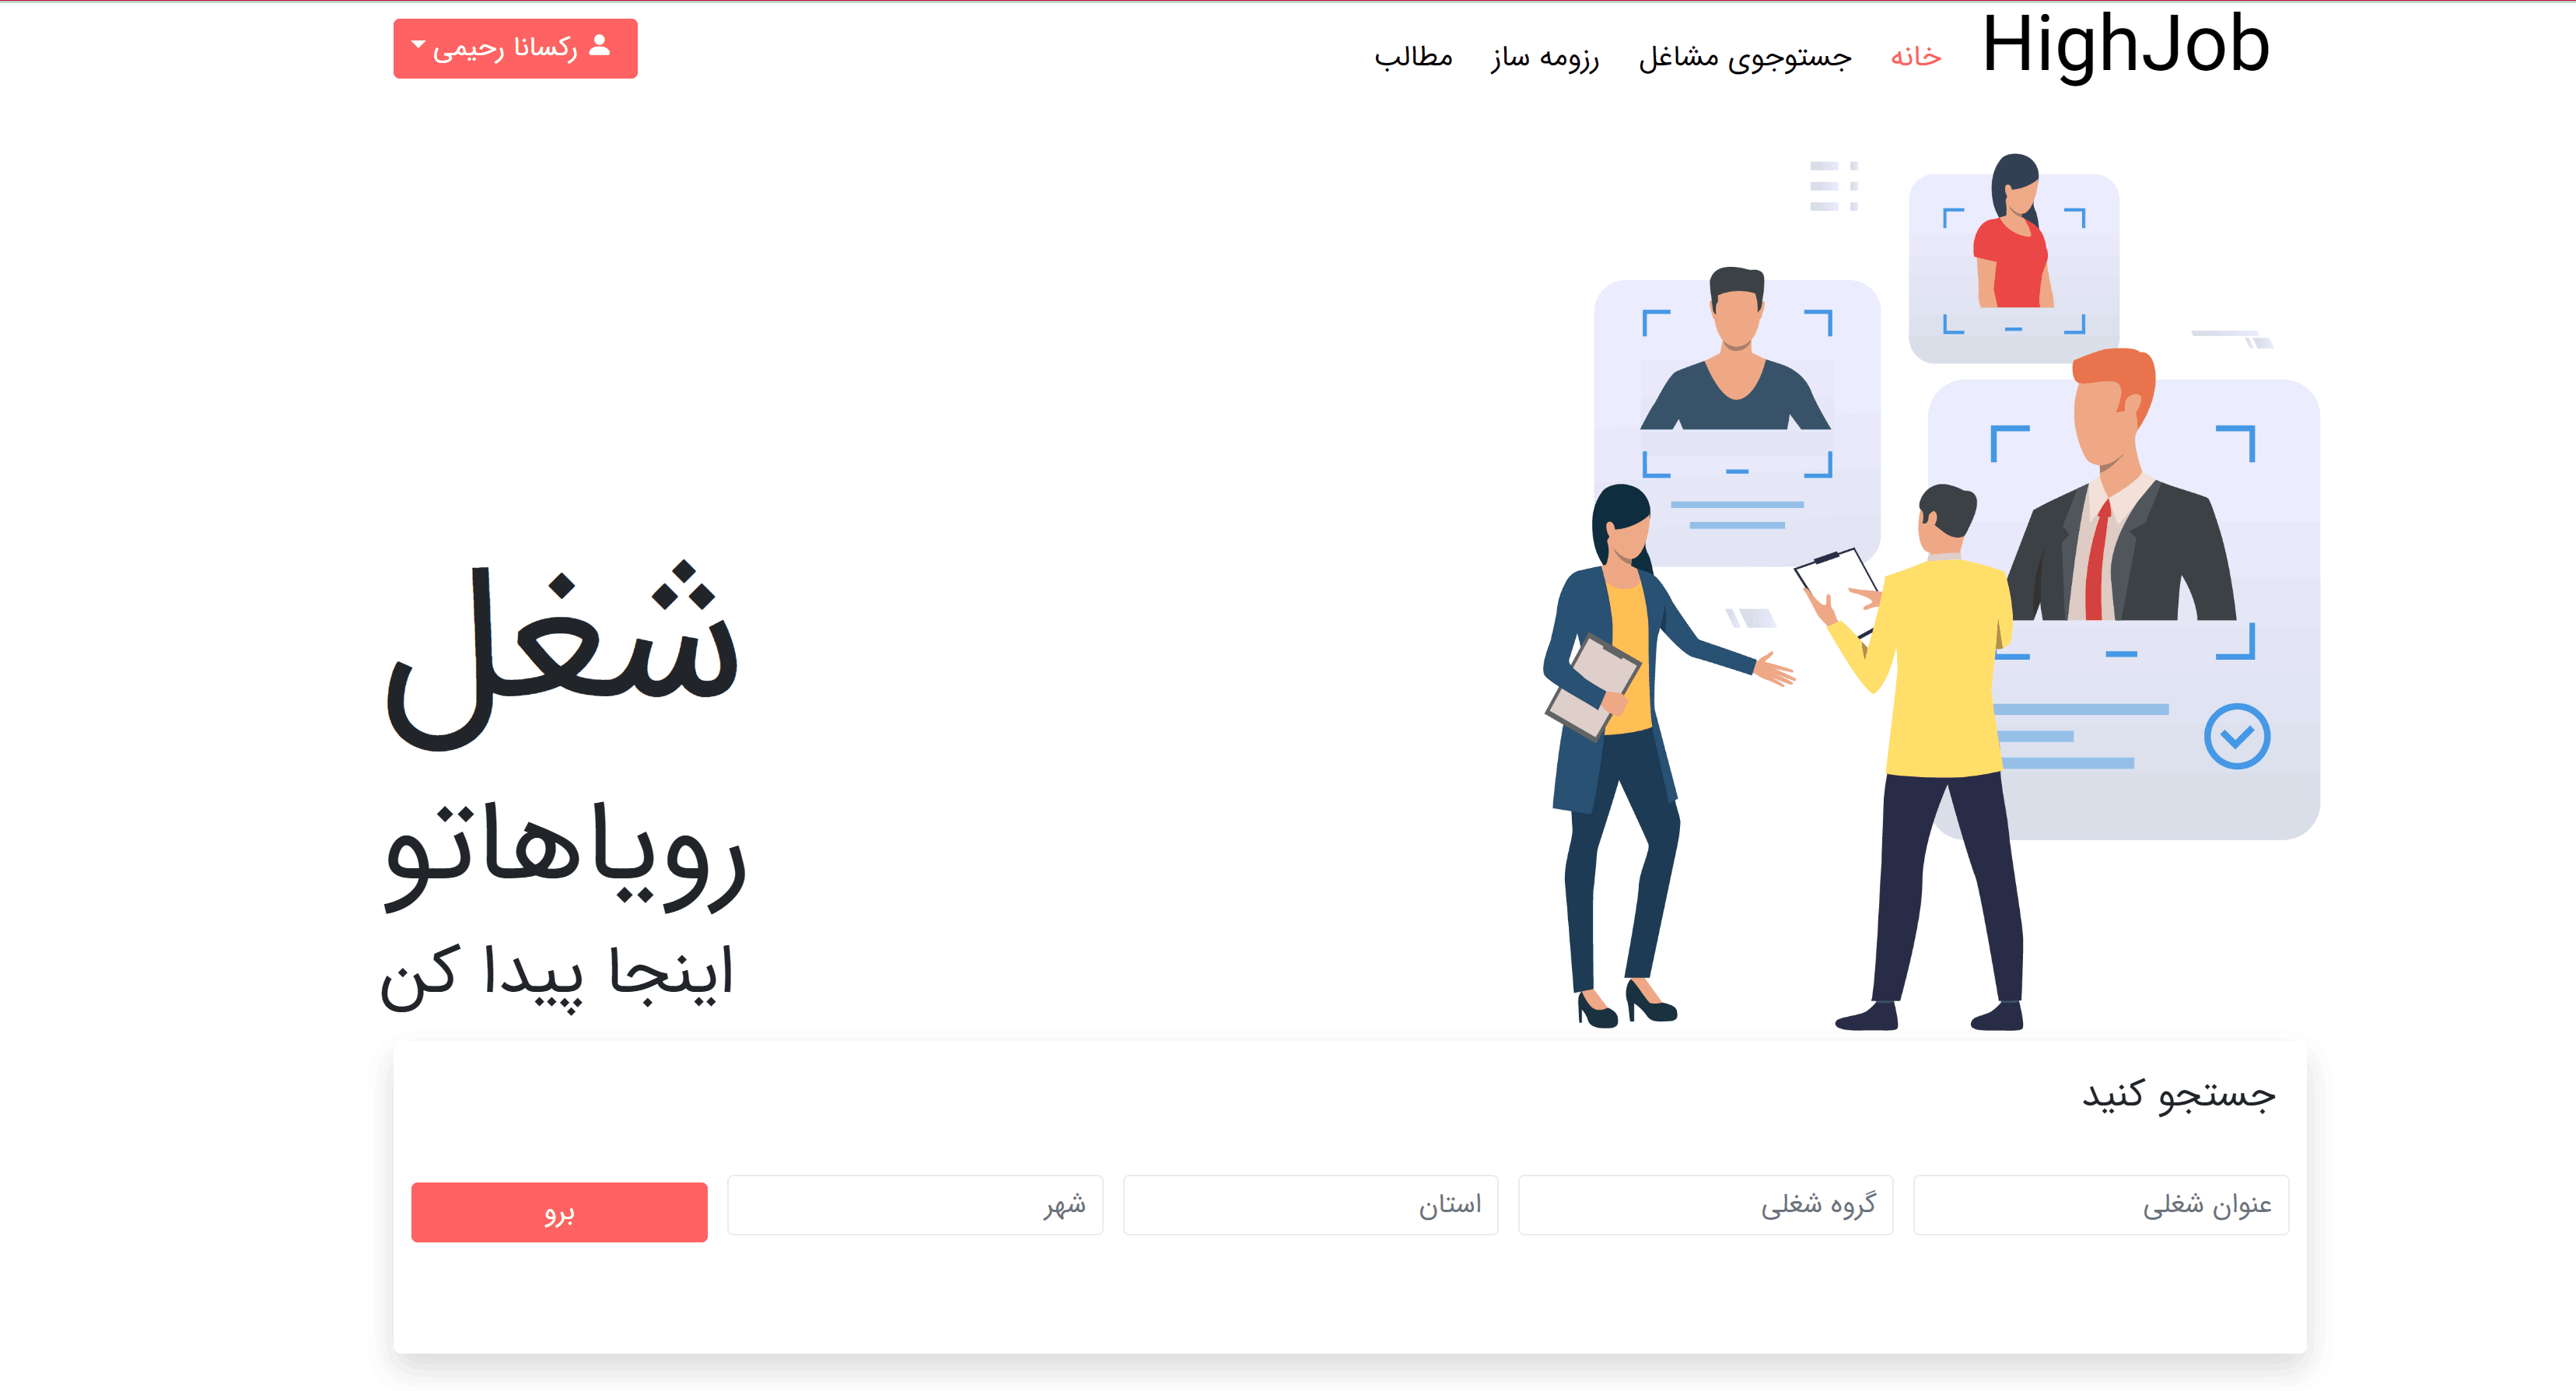 HighJob
خانه
جستوجوی مشاغل
رزومه ساز
مطالب
رکسانا رحیمی
شغل
رویاهاتو
اینجا پیدا کن
جستجو کنید
عنوان شغلی
گروه شغلی
استان
شهر
برو